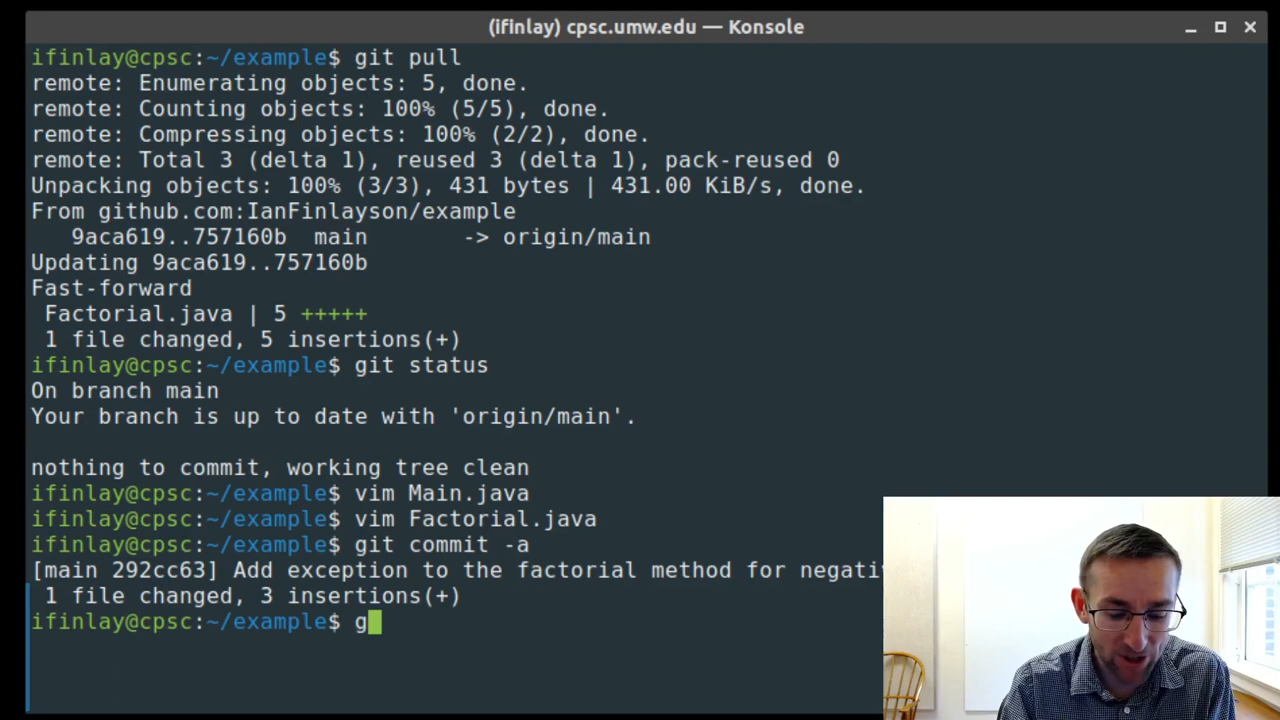 (ifinlay) cpsc.umw.edu — Konsole
ifinlay@cpsc:~/example$ git pull
remote: Enumerating objects: 5, done.
remote: Counting objects: 100% (5/5), done.
remote: Compressing objects: 100% (2/2), done.
remote: Total 3 (delta 1), reused 3 (delta 1), pack-reused 0
Unpacking objects: 100% (3/3), 431 bytes | 431.00 KiB/s, done.
From github.com:IanFinlayson/example
   9aca619..757160b  main       -> origin/main
Updating 9aca619..757160b
Fast-forward
 Factorial.java | 5 +++++
 1 file changed, 5 insertions(+)
ifinlay@cpsc:~/example$ git status
On branch main
Your branch is up to date with 'origin/main'.
nothing to commit, working tree clean
ifinlay@cpsc:~/example$ vim Main.java
ifinlay@cpsc:~/example$ vim Factorial.java
ifinlay@cpsc:~/example$ git commit -a
[main 292cc63] Add exception to the factorial method for negati
 1 file changed, 3 insertions(+)
ifinlay@cpsc:~/example$ g